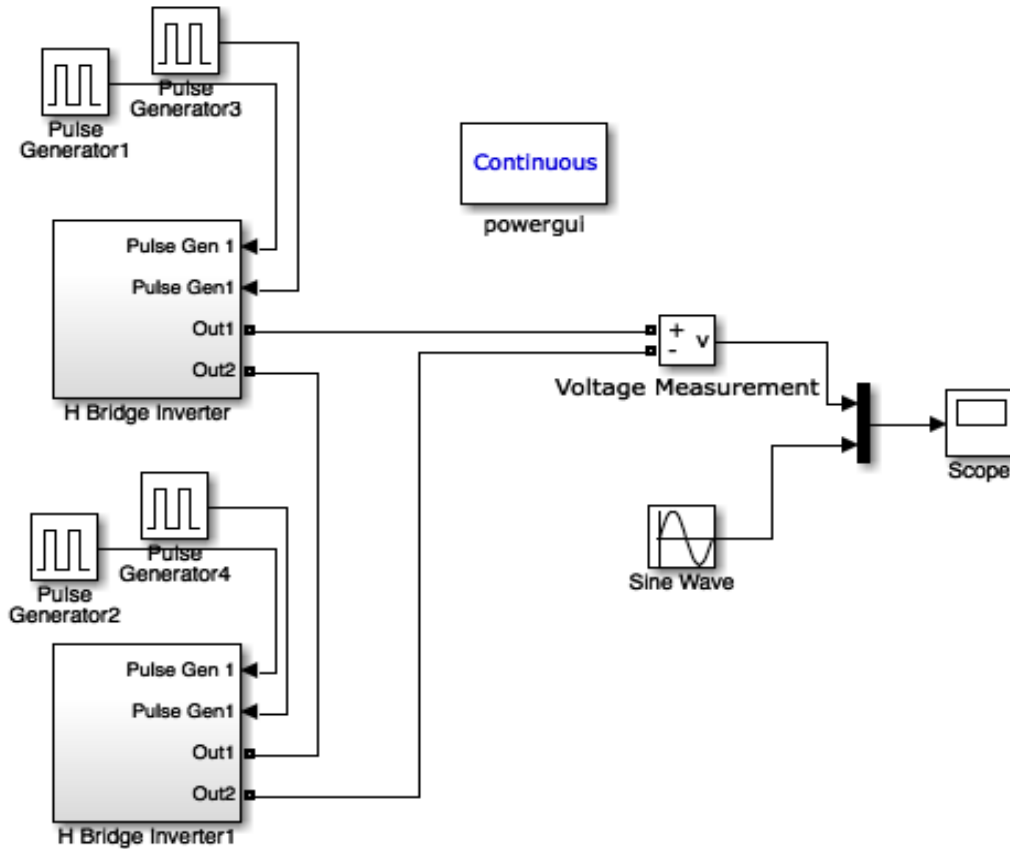 Pulse
Generator3
Pulse
Generator1
Continuous
powergui
Pulse Gen 1
Pulse Gen1
Out1
Out2
H Bridge Inverter
+
-
v
Voltage Measurement
Scope
Pulse
Generator4
Pulse
Generator2
Sine Wave
Pulse Gen 1
Pulse Gen1
Out1
Out2
H Bridge Inverter1